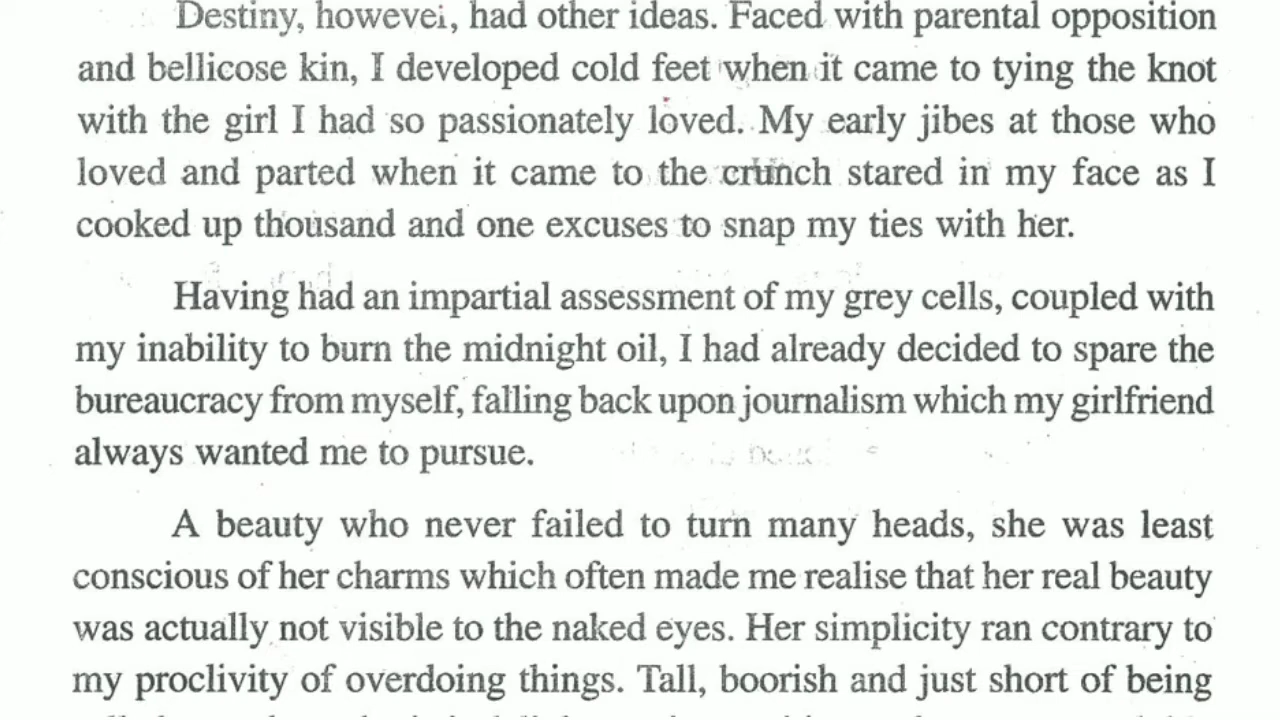 Destiny, however, had other ideas. Faced with parental opposition
and bellicose kin, I developed cold feet when it came to tying the knot
with the girl I had so passionately loved. My early jibes at those who
loved and parted when it came to the crunch stared in my face as I
cooked up thousand and one excuses to snap my ties with her.
Having had an impartial assessment of my grey cells, coupled with
my inability to burn the midnight oil, I had already decided to spare the
bureaucracy from myself, falling back upon journalism which my girlfriend
always wanted me to pursue.
A beauty who never failed to turn many heads, she was least
conscious of her charms which often made me realise that her real beauty
was actually not visible to the naked eyes. Her simplicity ran contrary to
my proclivity of overdoing things. Tall, boorish and just short of being